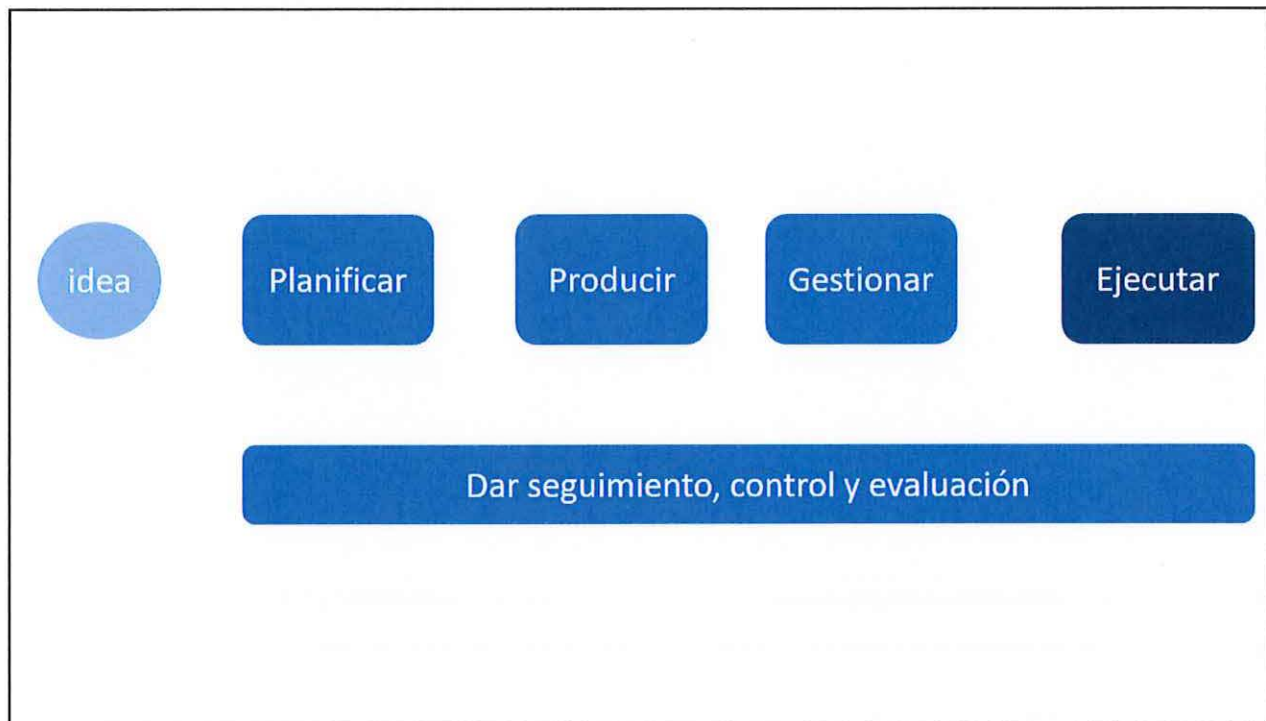 idea
Planificar
Producir
Gestionar
Ejecutar
Dar seguimiento, control y evaluación